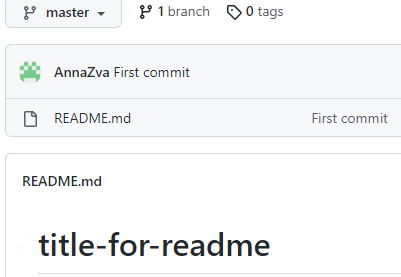 master 1 branch 0 tags
AnnaZva First commit
README.md First commit
README.md
title-for-readme